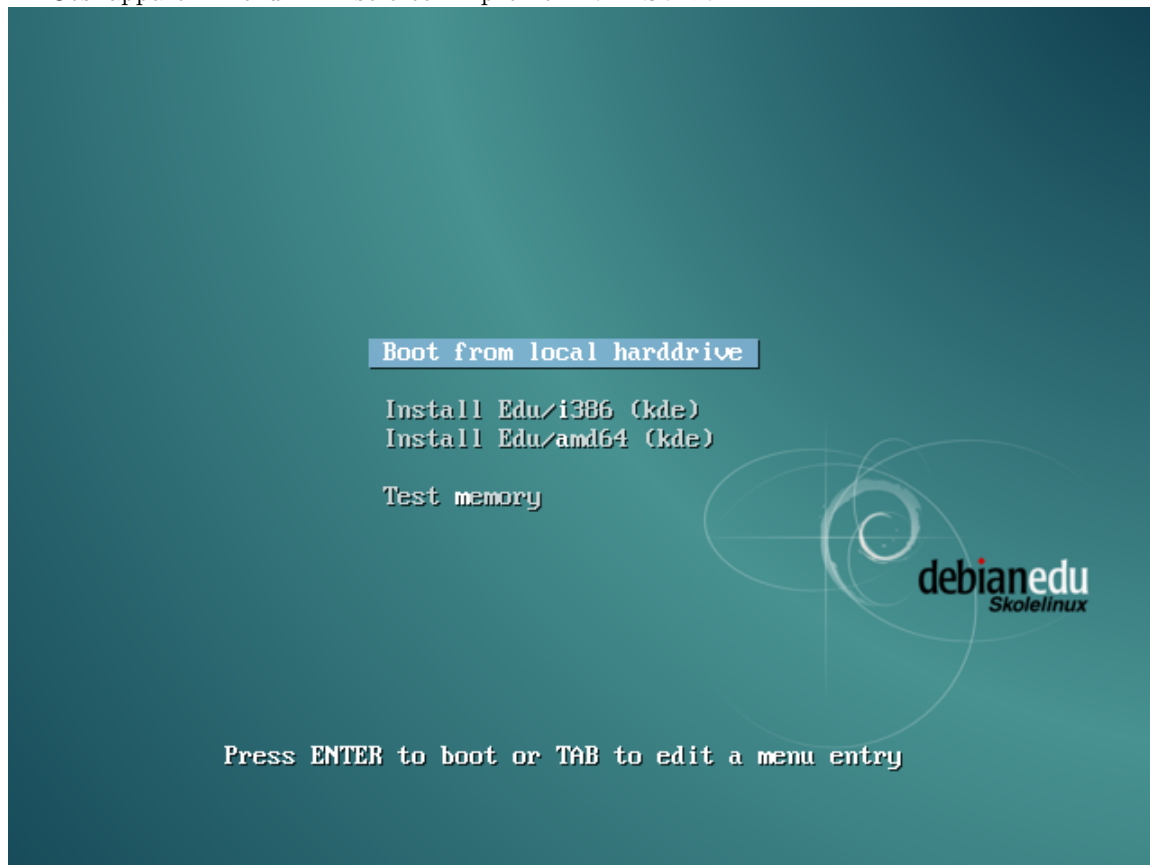 Boot from local harddrive
Install Edu/i386 (kde)
Install Edu/amd64 (kde)
Test memory
debianedu
Skolelinux
Press ENTER to boot or TAB to edit a menu entry